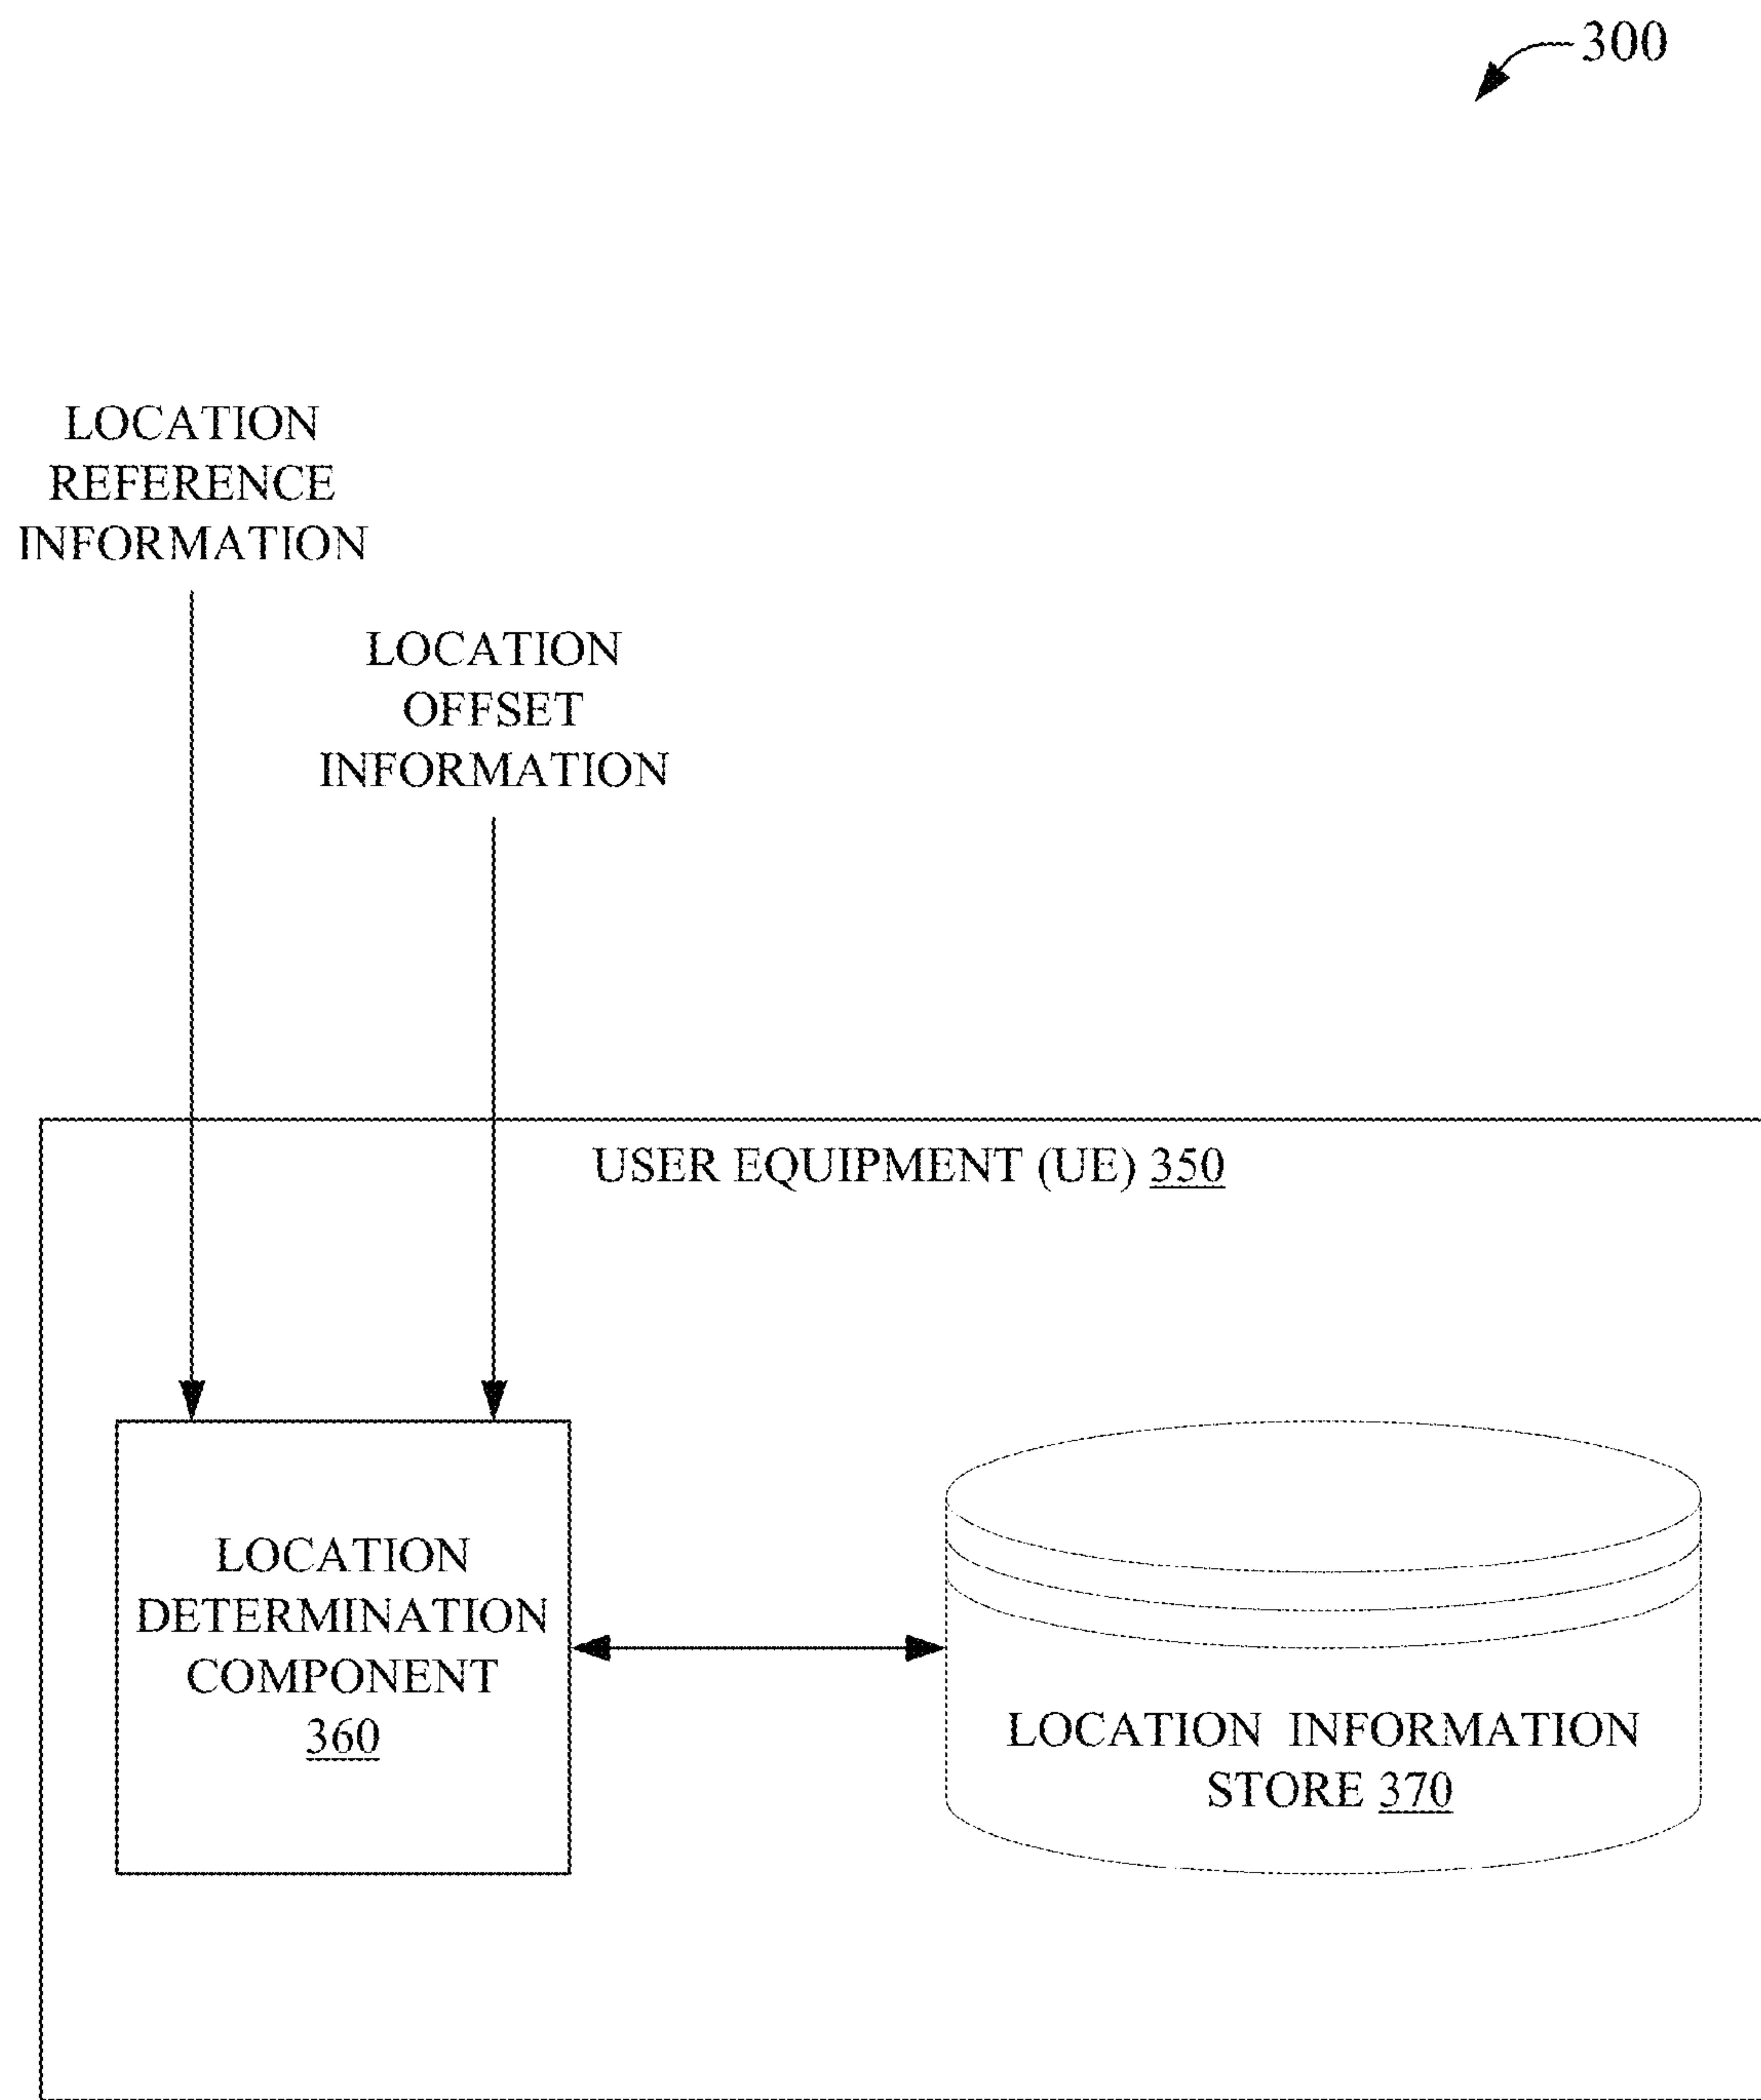 300
LOCATION
REFERENCE
INFORMATION
LOCATION
OFFSET
INFORMATION
USER EQUIPMENT (UE) 350
LOCATION
DETERMINATION
COMPONENT
360
LOCATION INFORMATION
STORE 370